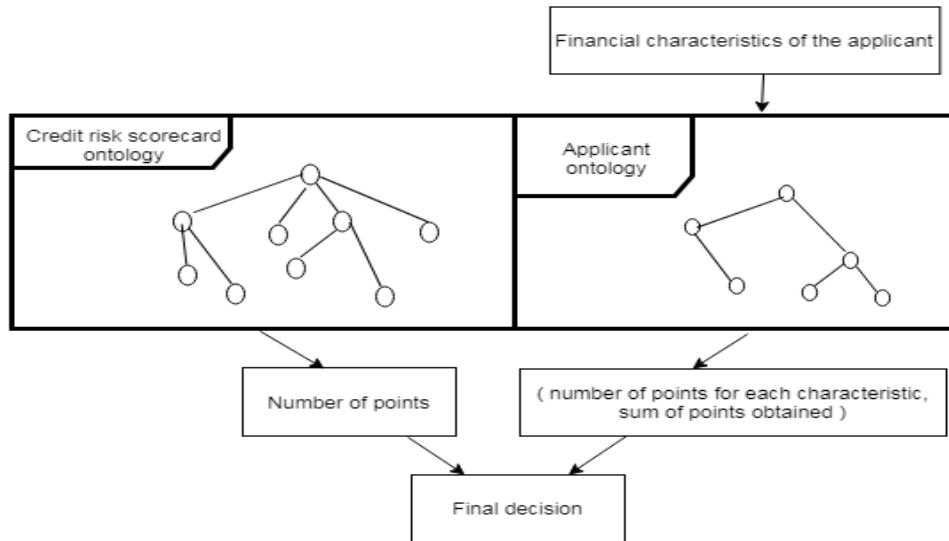 Financial characteristics of the applicant
Credit risk scorecard
ontology
Applicant
ontology
Number of points
( number of points for each characteristic,
sum of points obtained )
Final decision